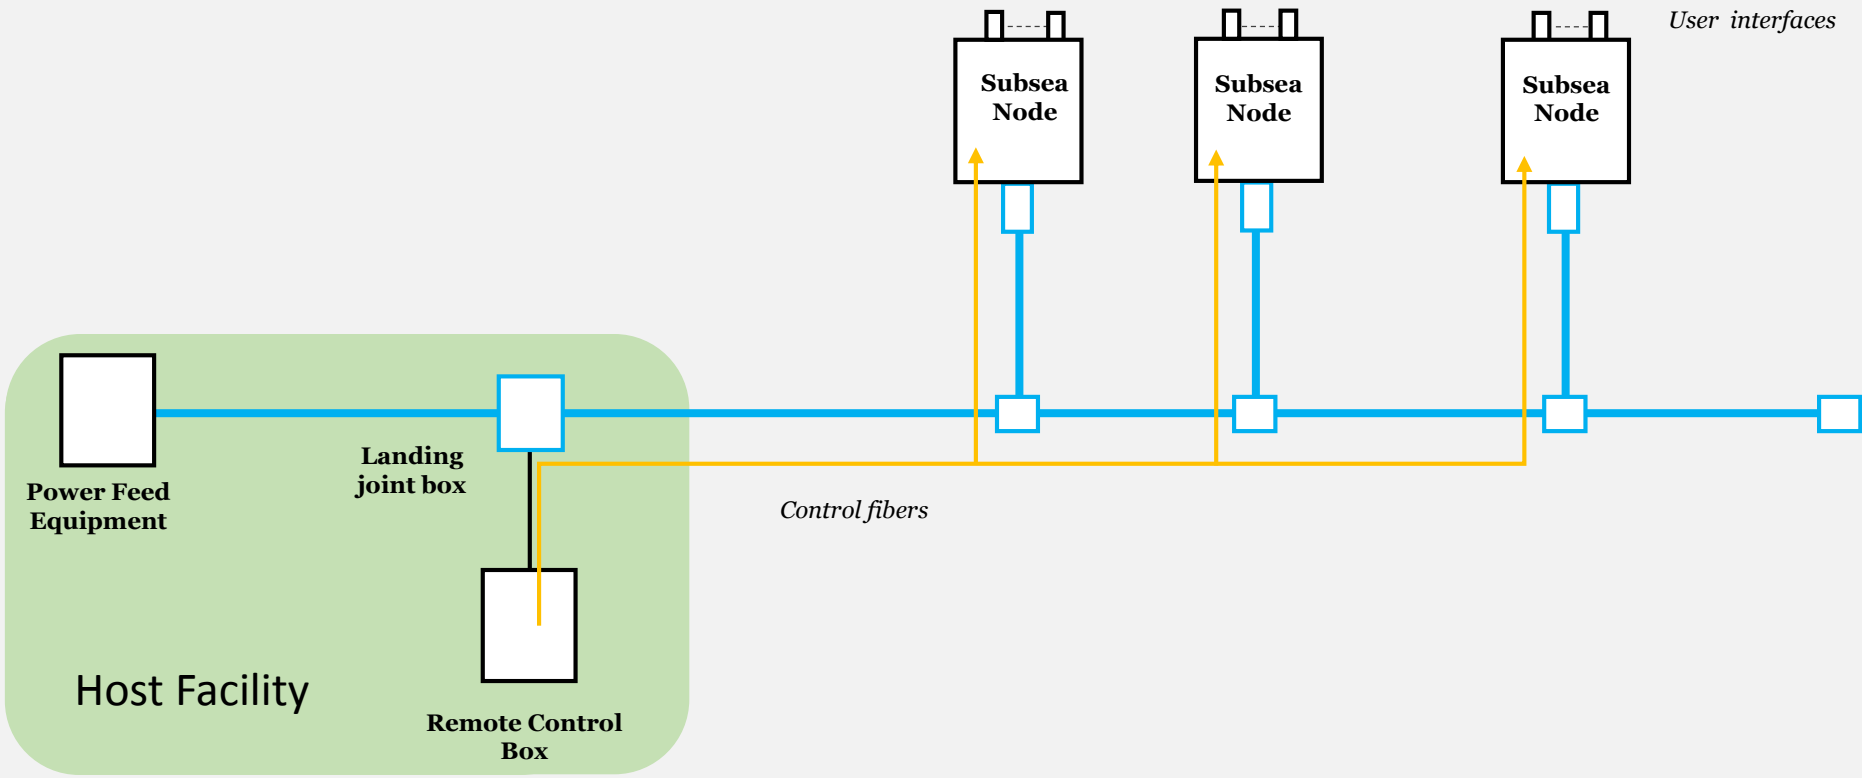 User interfaces
Subsea
Node
Subsea
Node
Subsea
Node
Landing
joint box
Power Feed
Equipment
Control fibers
Host Facility
Remote Control
Box